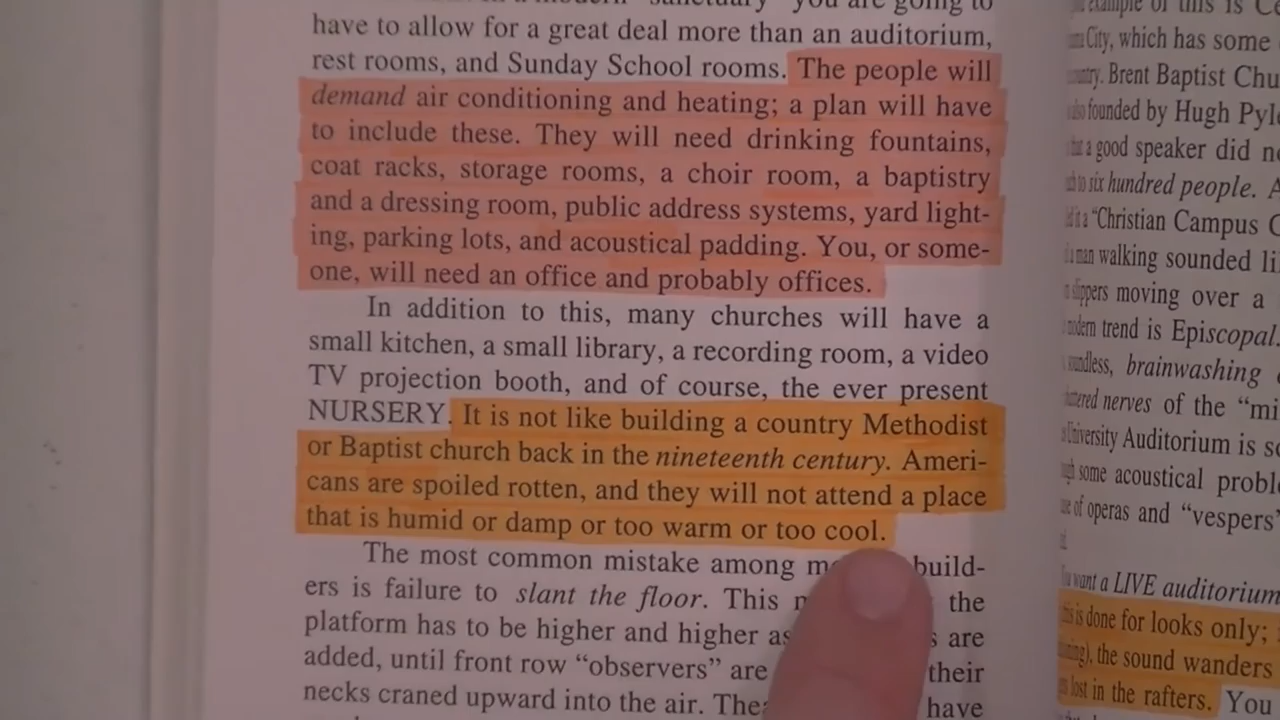 have to allow for a great deal more than an auditorium,
rest rooms, and Sunday School rooms. The people will
demand air conditioning and heating; a plan will have
to include these. They will need drinking fountains,
coat racks, storage rooms, a choir room, a baptistry
and a dressing room, public address systems, yard light-
ing, parking lots, and acoustical padding. You, or some-
one, will need an office and probably offices.
In addition to this, many churches will have a
small kitchen, a small library, a recording room, a video
TV projection booth, and of course, the ever present
NURSERY. It is not like building a country Methodist
or Baptist church back in the nineteenth century. Ameri-
cans are spoiled rotten, and they will not attend a place
that is humid or damp or too warm or too cool.
The most common mistake among build-
ers is failure to slant the floor. This the
platform has to be higher and higher as are
added, until front row “observers” are their
necks craned upward into the air. have
example of this is
City, which has some
Brent Baptist
founded by Hugh
a good speaker did
to six hundred people.
“Christian Campus
man walking sounded
slippers moving over a
modern trend is Episcopal.
brainwashing
nerves of the
University Auditorium is
some acoustical
of operas and “vespers”
want a LIVE auditorium
this is done for looks only;
the sound wanders
lost in the rafters. You